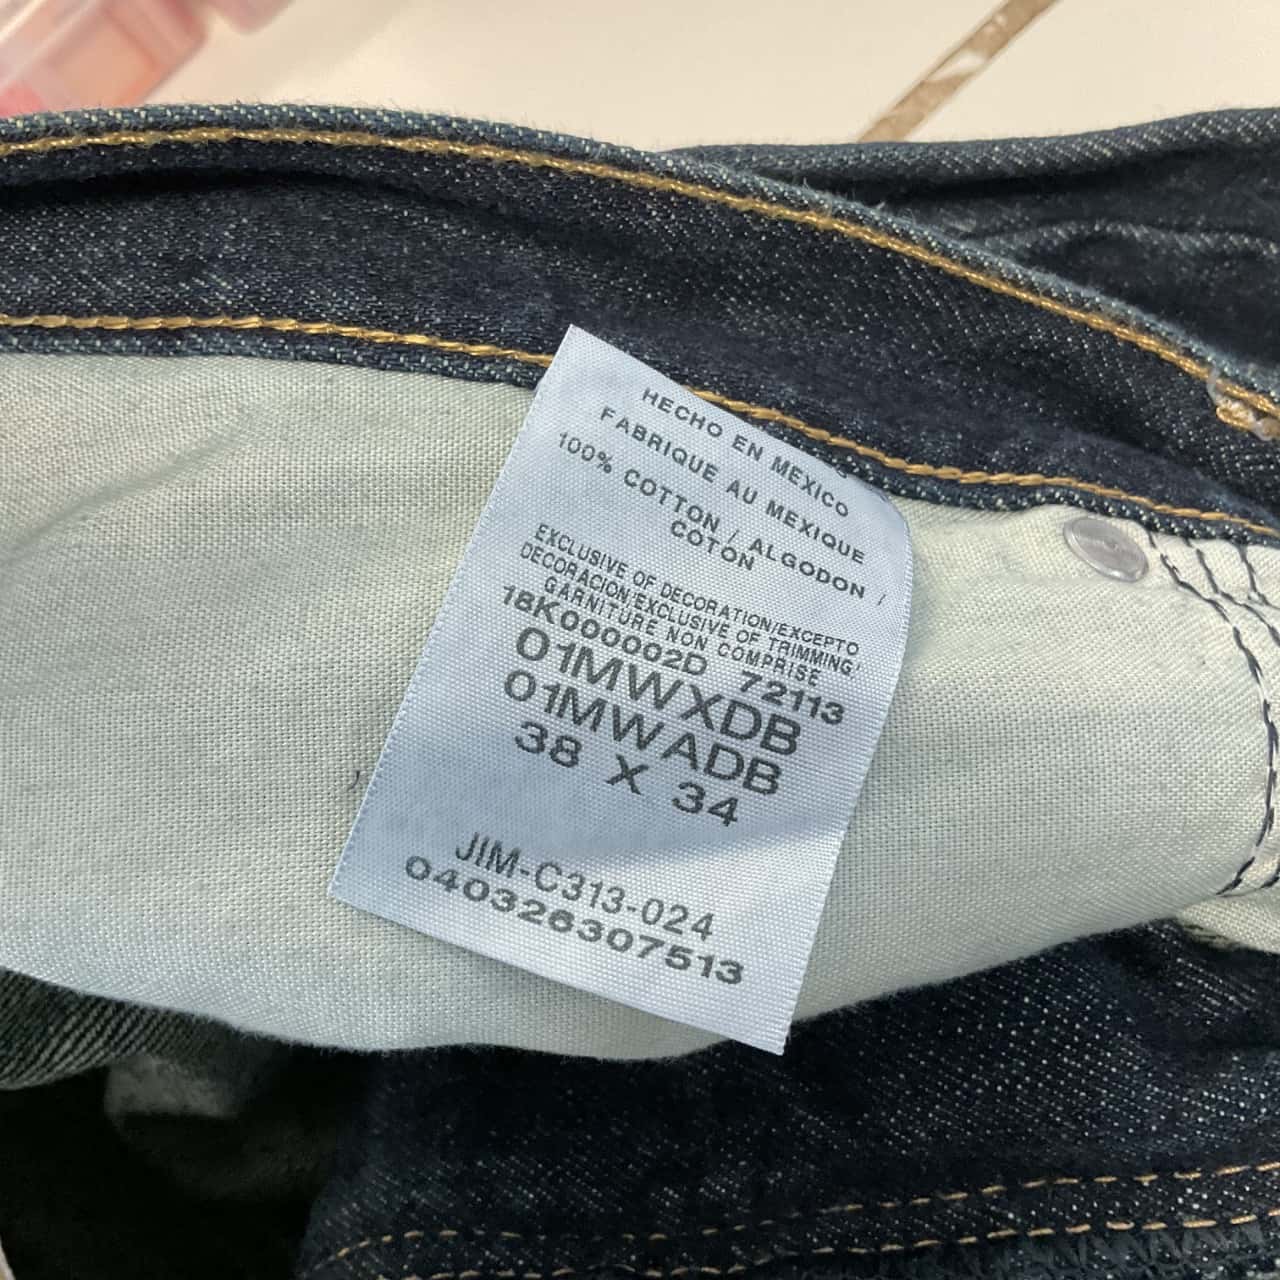 HECHO EN MEXICO
FABRIQUE AU MEXIQUE
100% COTTON / ALGODON /
COTON
EXCLUSIVE OF DECORATION/EXCEPTO
DECORACION/EXCLUSIVE OF TRIMMING/
GARNITURE NON COMPRISE
18K000002D 72113
01MWXDB
01MWADB
38 X 34
JIM-C313-024
040326307513